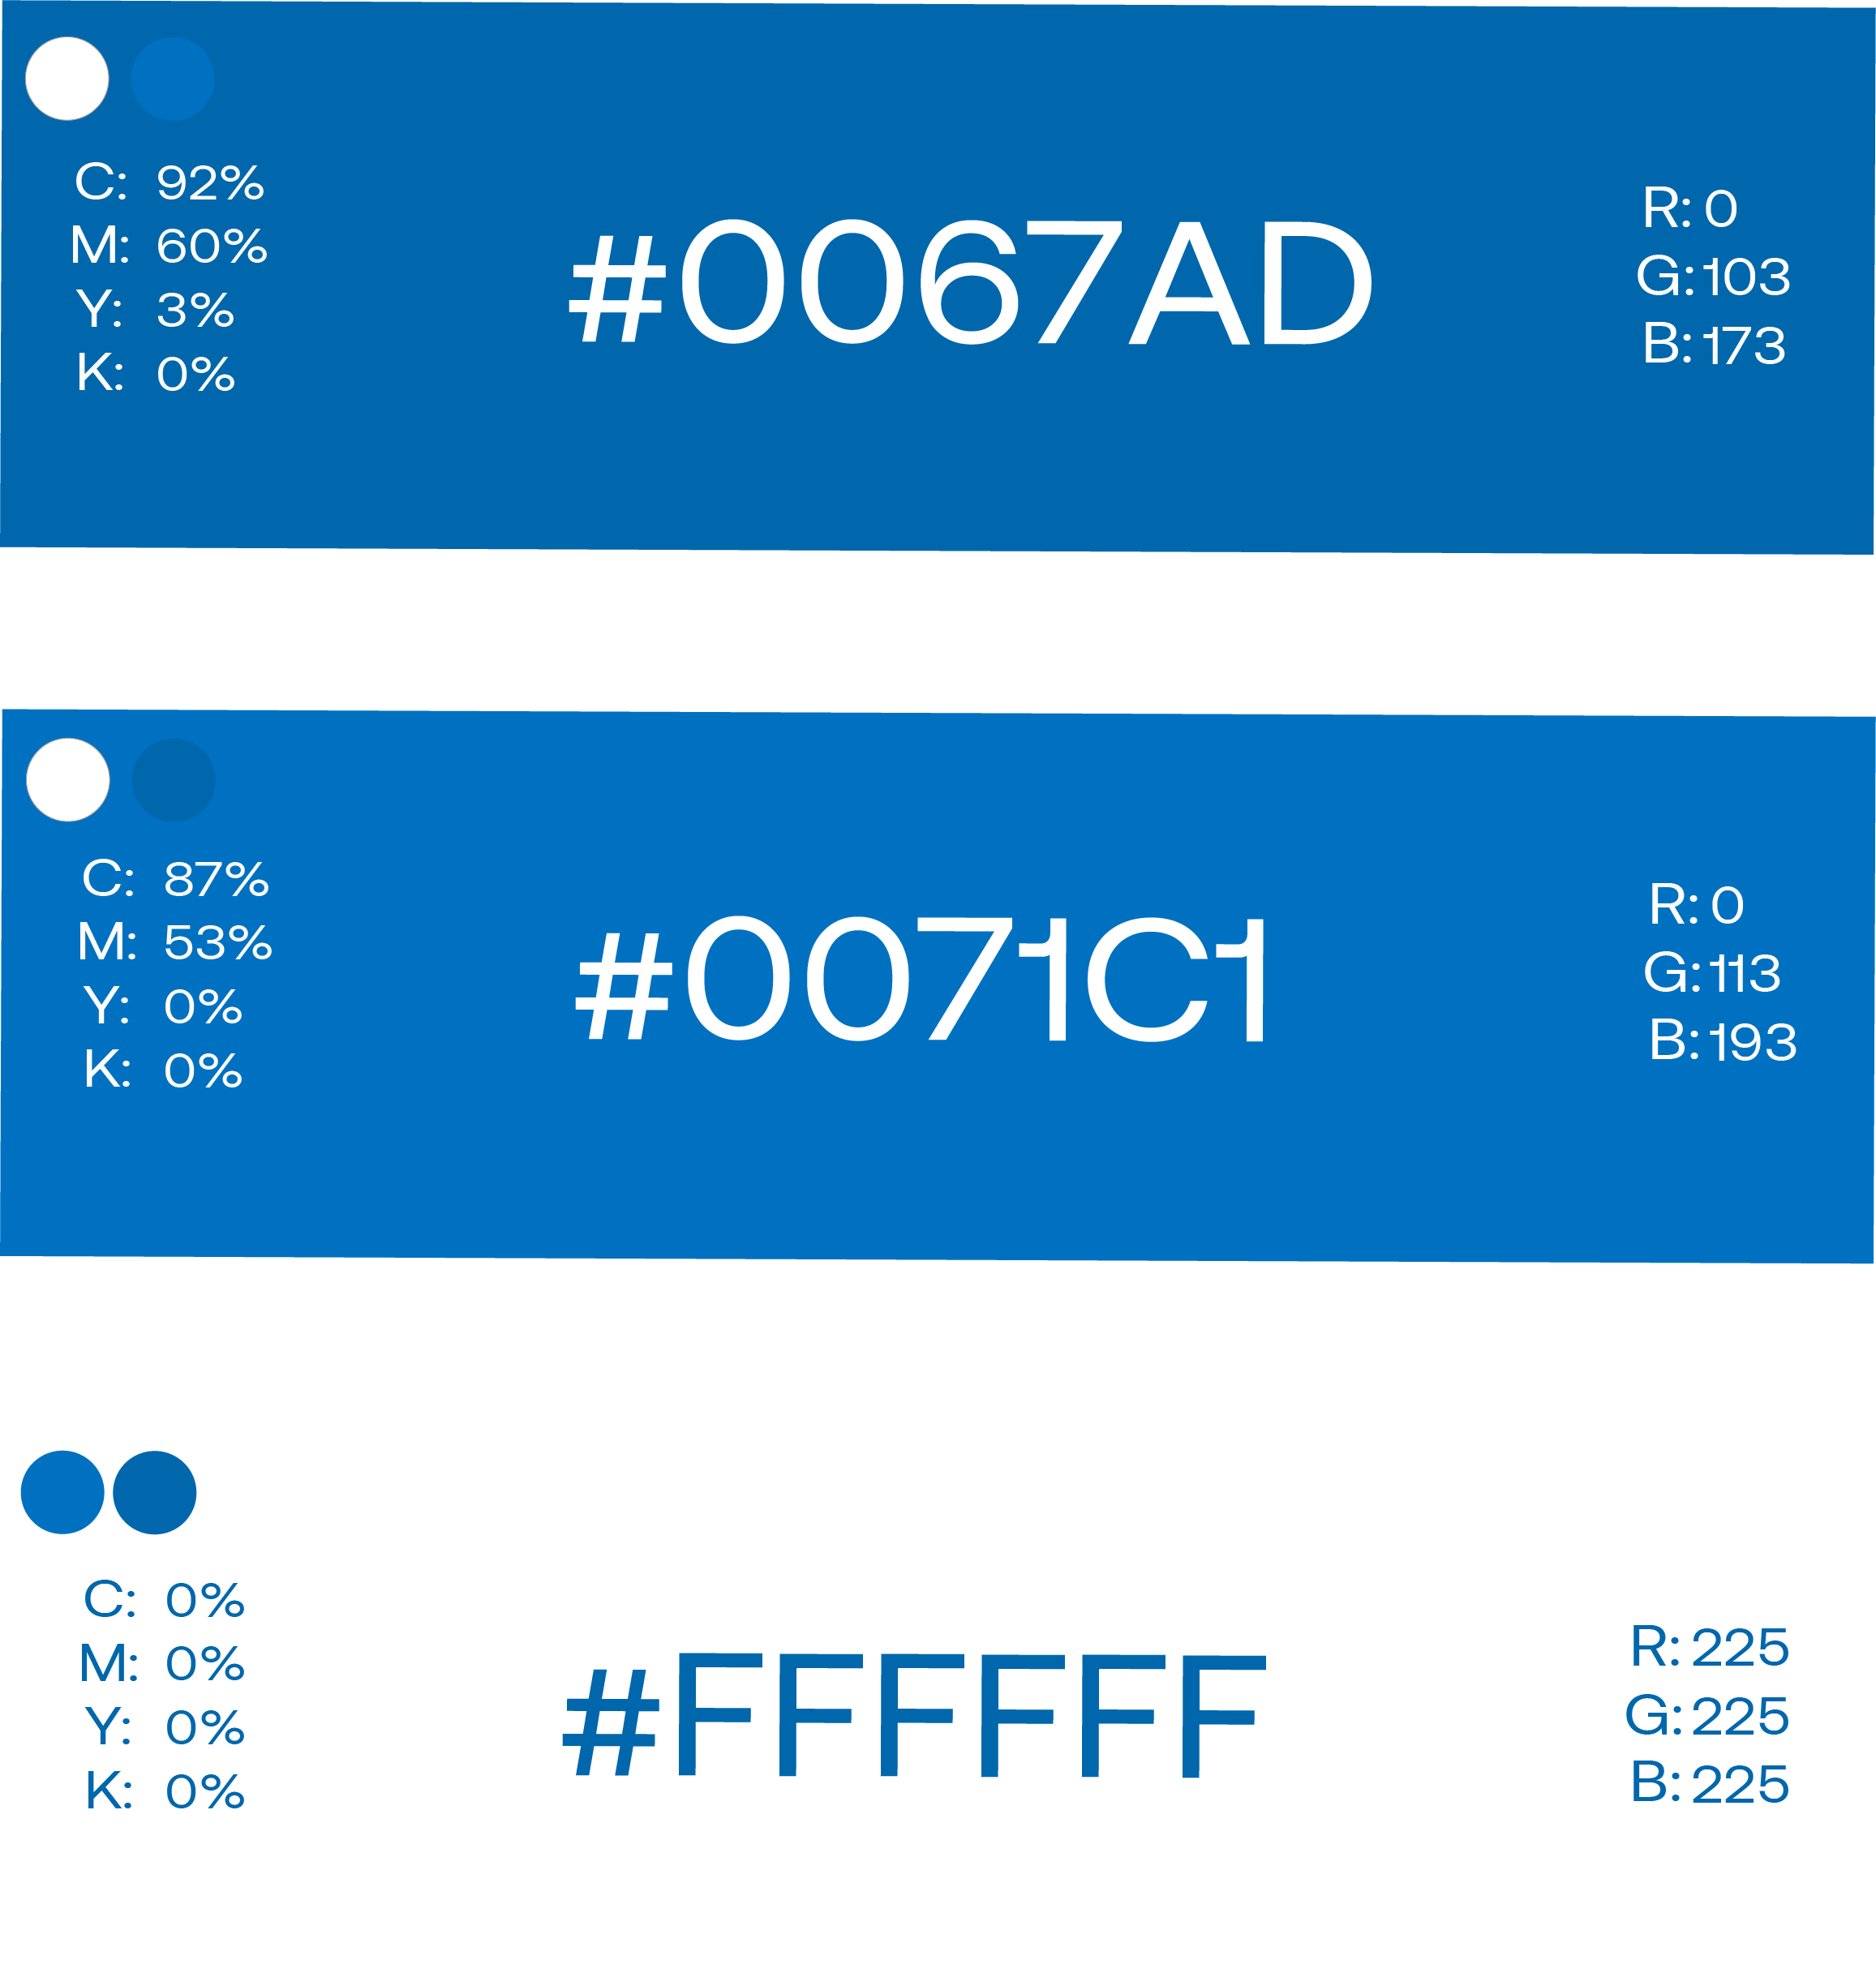 C: 92%
M: 60%
Y: 3%
K: 0%
#0067AD
R: 0
G: 103
B: 173
C: 87%
M: 53%
Y: 0%
K: 0%
#0071C1
R: 0
G: 113
B: 193
C: 0%
M: 0%
Y: 0%
K: 0%
#FFFFFF
R: 225
G: 225
B: 225